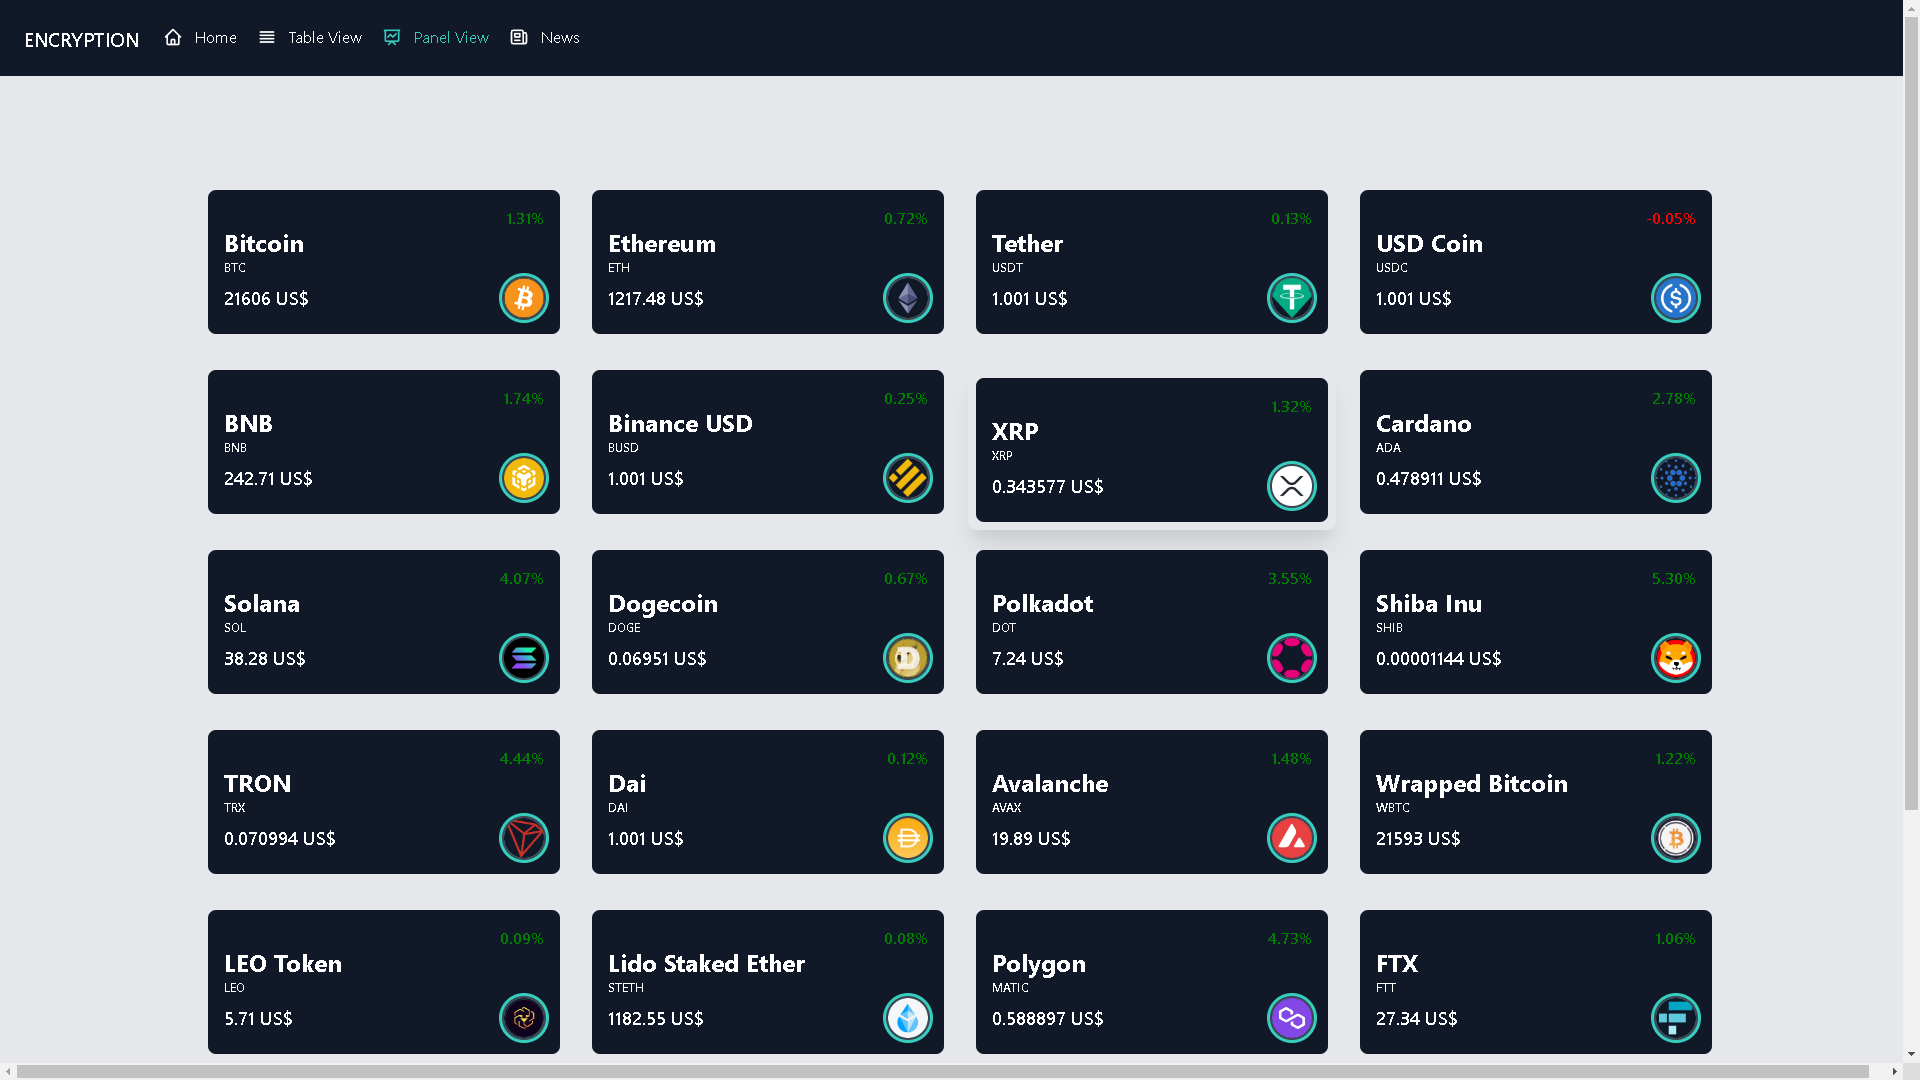 ENCRYPTION
Home
Table View
Panel View
News
1.31%
Bitcoin
BTC
21606 US$
0.72%
Ethereum
ETH
1217.48 US$
0.13%
Tether
USDT
1.001 US$
-0.05%
USD Coin
USDC
1.001 US$
1.74%
BNB
BNB
242.71 US$
0.25%
Binance USD
BUSD
1.001 US$
1.32%
XRP
XRP
0.343577 US$
2.78%
Cardano
ADA
0.478911 US$
4.07%
Solana
SOL
38.28 US$
0.67%
Dogecoin
DOGE
0.06951 US$
3.55%
Polkadot
DOT
7.24 US$
5.30%
Shiba Inu
SHIB
0.00001144 US$
4.44%
TRON
TRX
0.070994 US$
0.12%
Dai
DAI
1.001 US$
1.48%
Avalanche
AVAX
19.89 US$
1.22%
Wrapped Bitcoin
WBTC
21593 US$
0.09%
LEO Token
LEO
5.71 US$
0.08%
Lido Staked Ether
STETH
1182.55 US$
4.73%
Polygon
MATIC
0.588897 US$
1.06%
FTX
FTT
27.34 US$